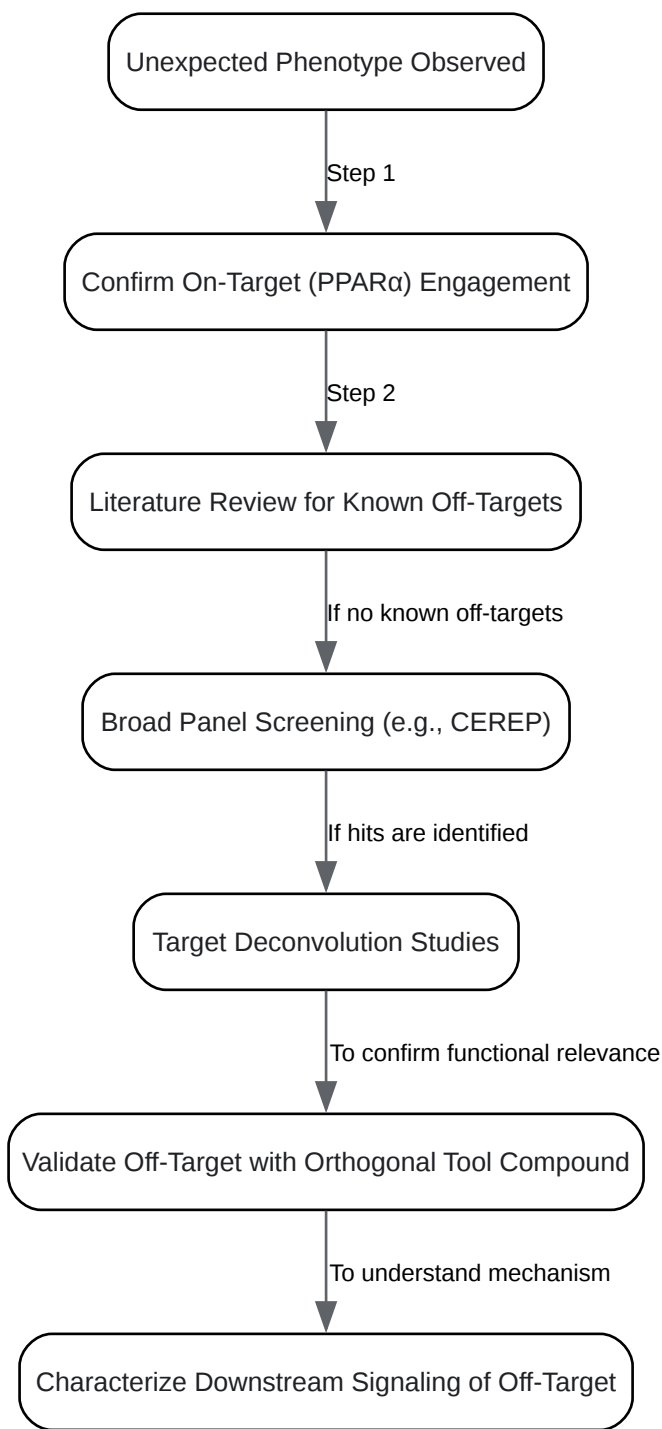 Unexpected Phenotype Observed
Step 1
Confirm On-Target (PPARα) Engagement
Step 2
Literature Review for Known Off-Targets
If no known off-targets
Broad Panel Screening (e.g., CEREP)
If hits are identified
Target Deconvolution Studies
To confirm functional relevance
Validate Off-Target with Orthogonal Tool Compound
To understand mechanism
Characterize Downstream Signaling of Off-Target